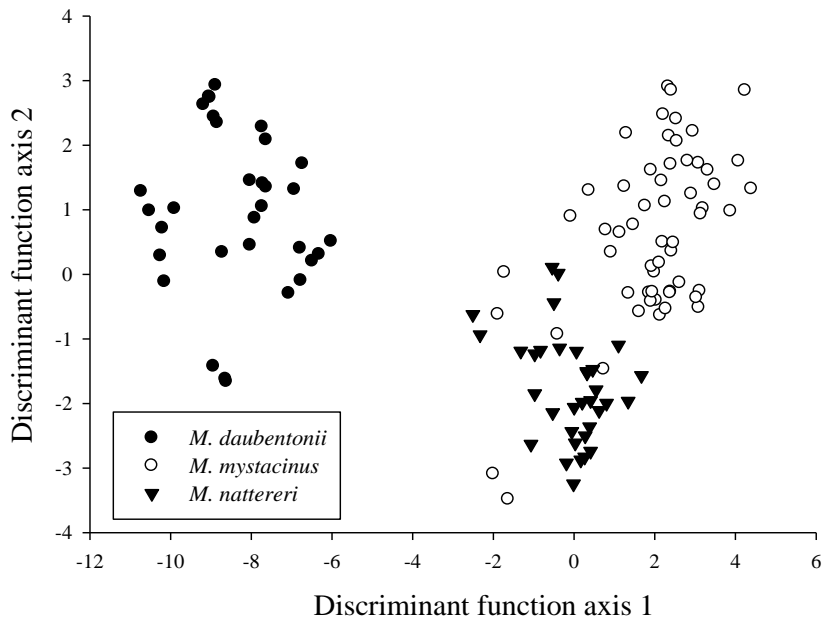 Discriminant function axis 2
4
3
2
1
0
-1
-2
-3
-4
M. daubentonii
M. mystacinus
M. nattereri
-12 -10 -8 -6 -4 -2 0 2 4 6
Discriminant function axis 1